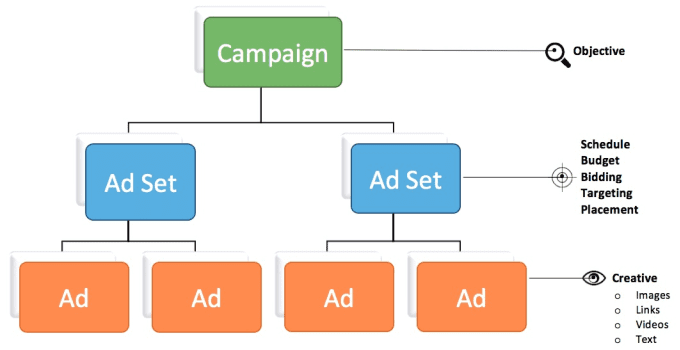 Campaign
Objective
Ad Set
Ad Set
Schedule
Budget
Bidding
Targeting
Placement
Ad
Ad
Ad
Ad
Creative
o Images
o Links
o Videos
o Text